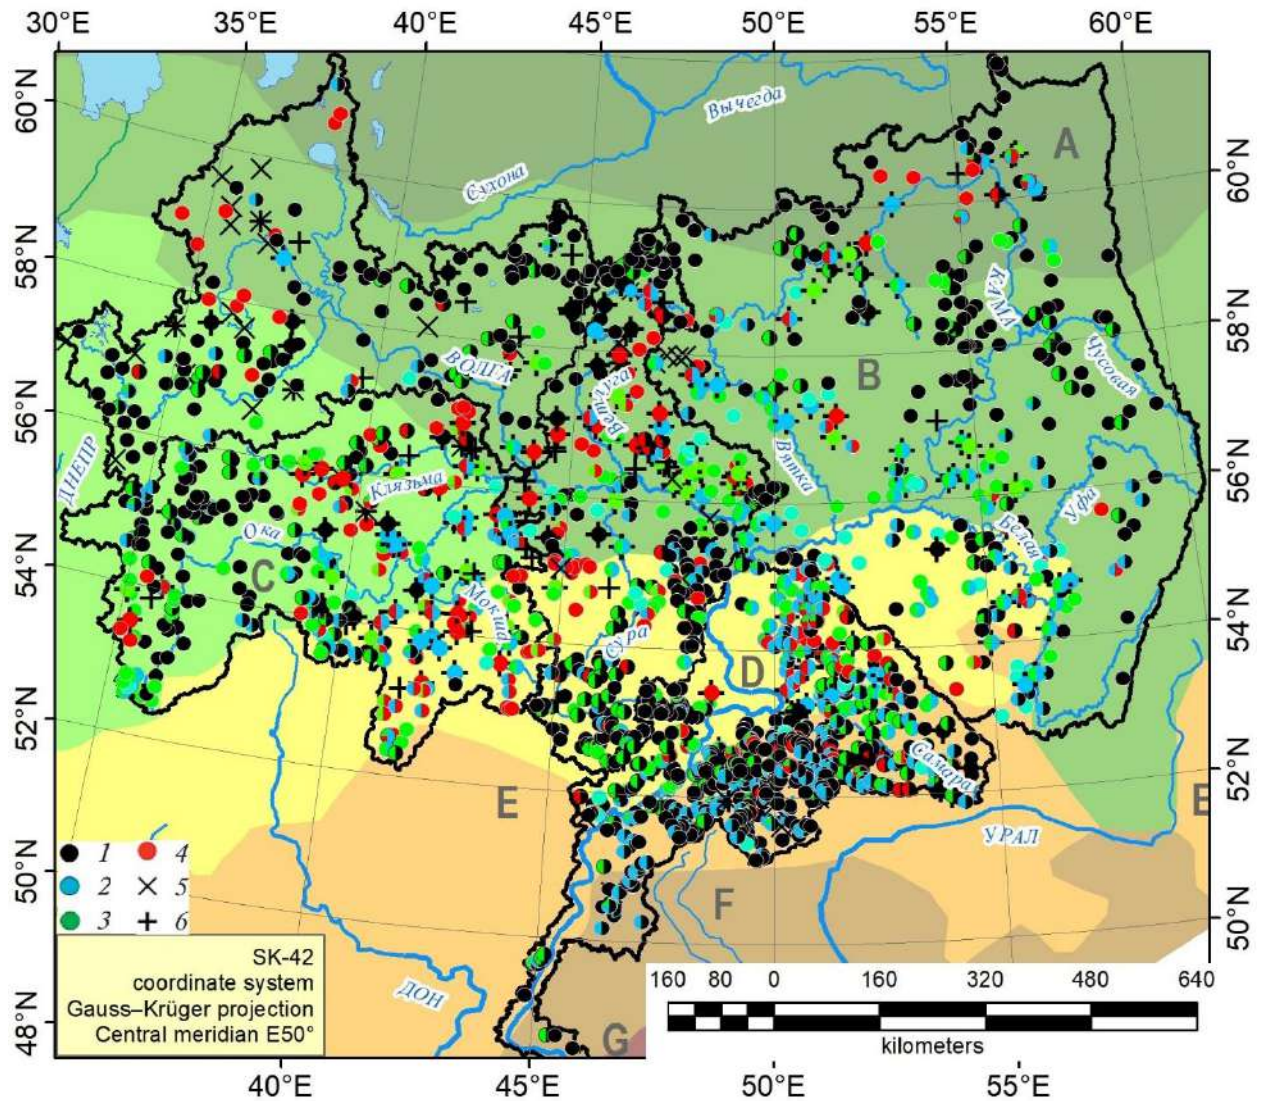 30°E 35°E 40°E 45°E 50°E 55°E 60°E
60°N
58°N
56°N
54°N
52°N
50°N
48°N
60°N
58°N
56°N
54°N
52°N
50°N
Вычегда
Сухона
A
КАМА
Чусовая
ВОЛГА
Ветлуга
B
Вятка
ДНЕПР
Клязьма
Уфа
Ока
Белая
C
Мокша
Сура
D
Самара
E
E
УРАЛ
F
ДОН
G
1 4
2 5
3 6
SK-42
coordinate system
Gauss–Krüger projection
Central meridian E50°
160 80 0 160 320 480 640
kilometers
40°E 45°E 50°E 55°E